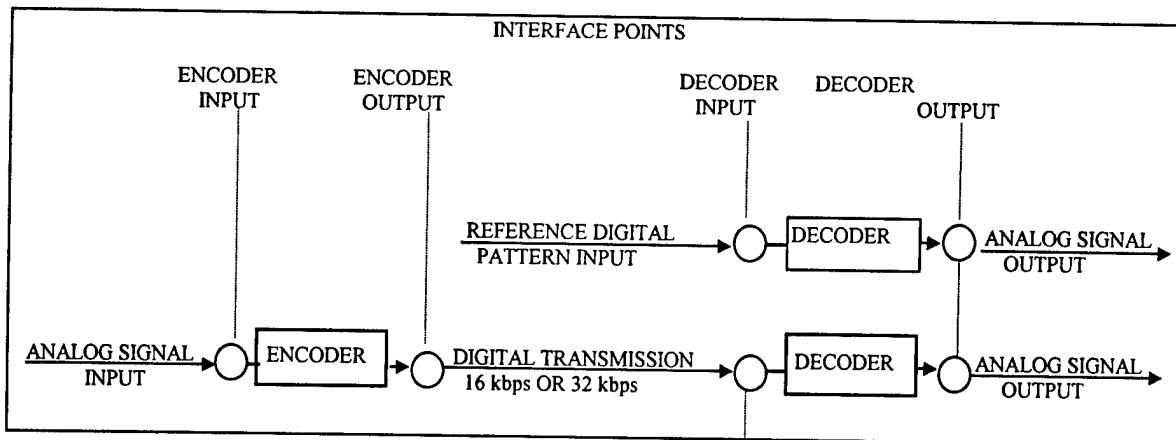 INTERFACE POINTS
ENCODER
INPUT
ENCODER
OUTPUT
DECODER
INPUT
DECODER
OUTPUT
REFERENCE DIGITAL
PATTERN INPUT
DECODER
ANALOG SIGNAL
OUTPUT
ANALOG SIGNAL
INPUT
ENCODER
DIGITAL TRANSMISSION
16 kbps OR 32 kbps
DECODER
ANALOG SIGNAL
OUTPUT